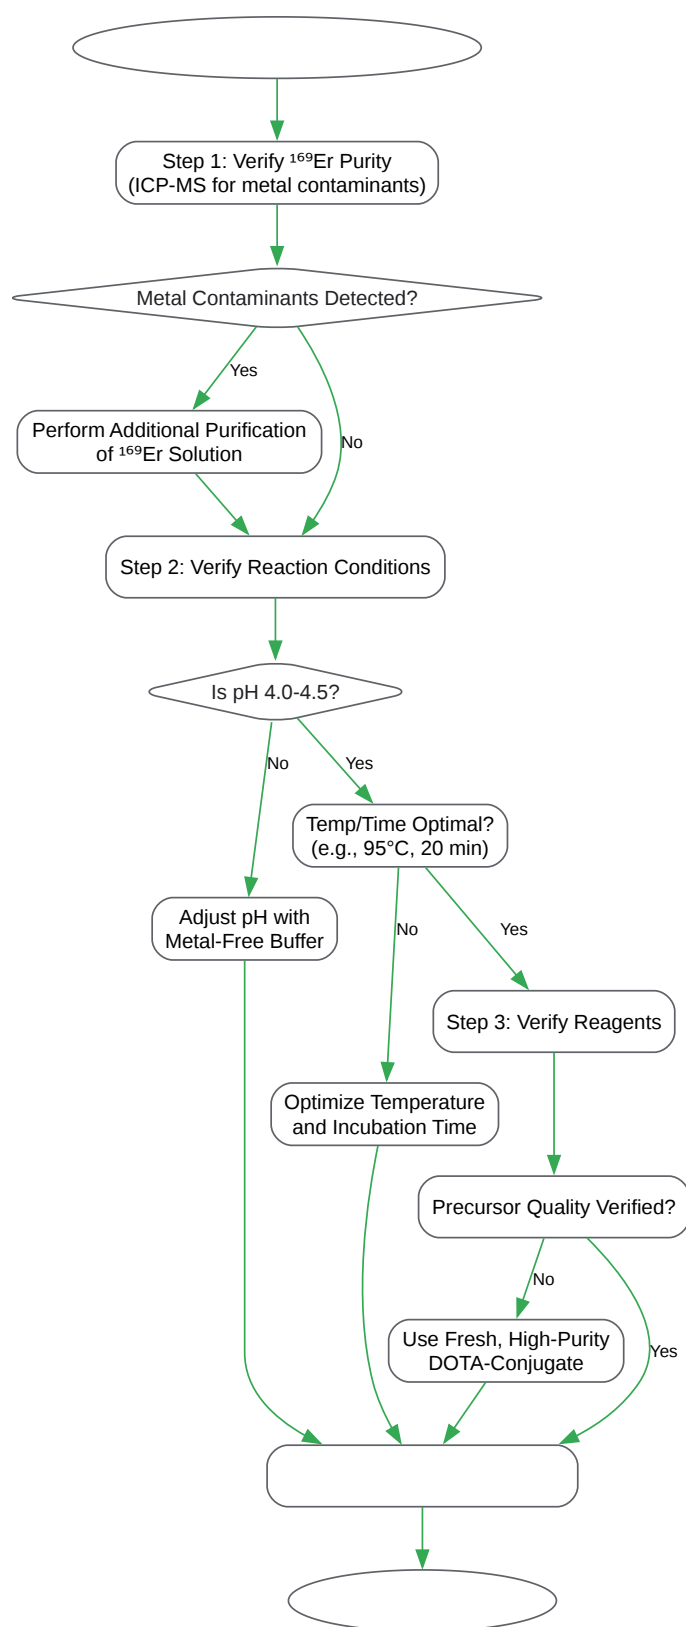 Step 1: Verify ¹⁶⁹Er Purity
(ICP-MS for metal contaminants)
Metal Contaminants Detected?
Yes
Perform Additional Purification
of ¹⁶⁹Er Solution
No
Step 2: Verify Reaction Conditions
Is pH 4.0-4.5?
No
Yes
Temp/Time Optimal?
(e.g., 95°C, 20 min)
Adjust pH with
Metal-Free Buffer
No
Yes
Step 3: Verify Reagents
Optimize Temperature
and Incubation Time
Precursor Quality Verified?
No
Use Fresh, High-Purity
DOTA-Conjugate
Yes